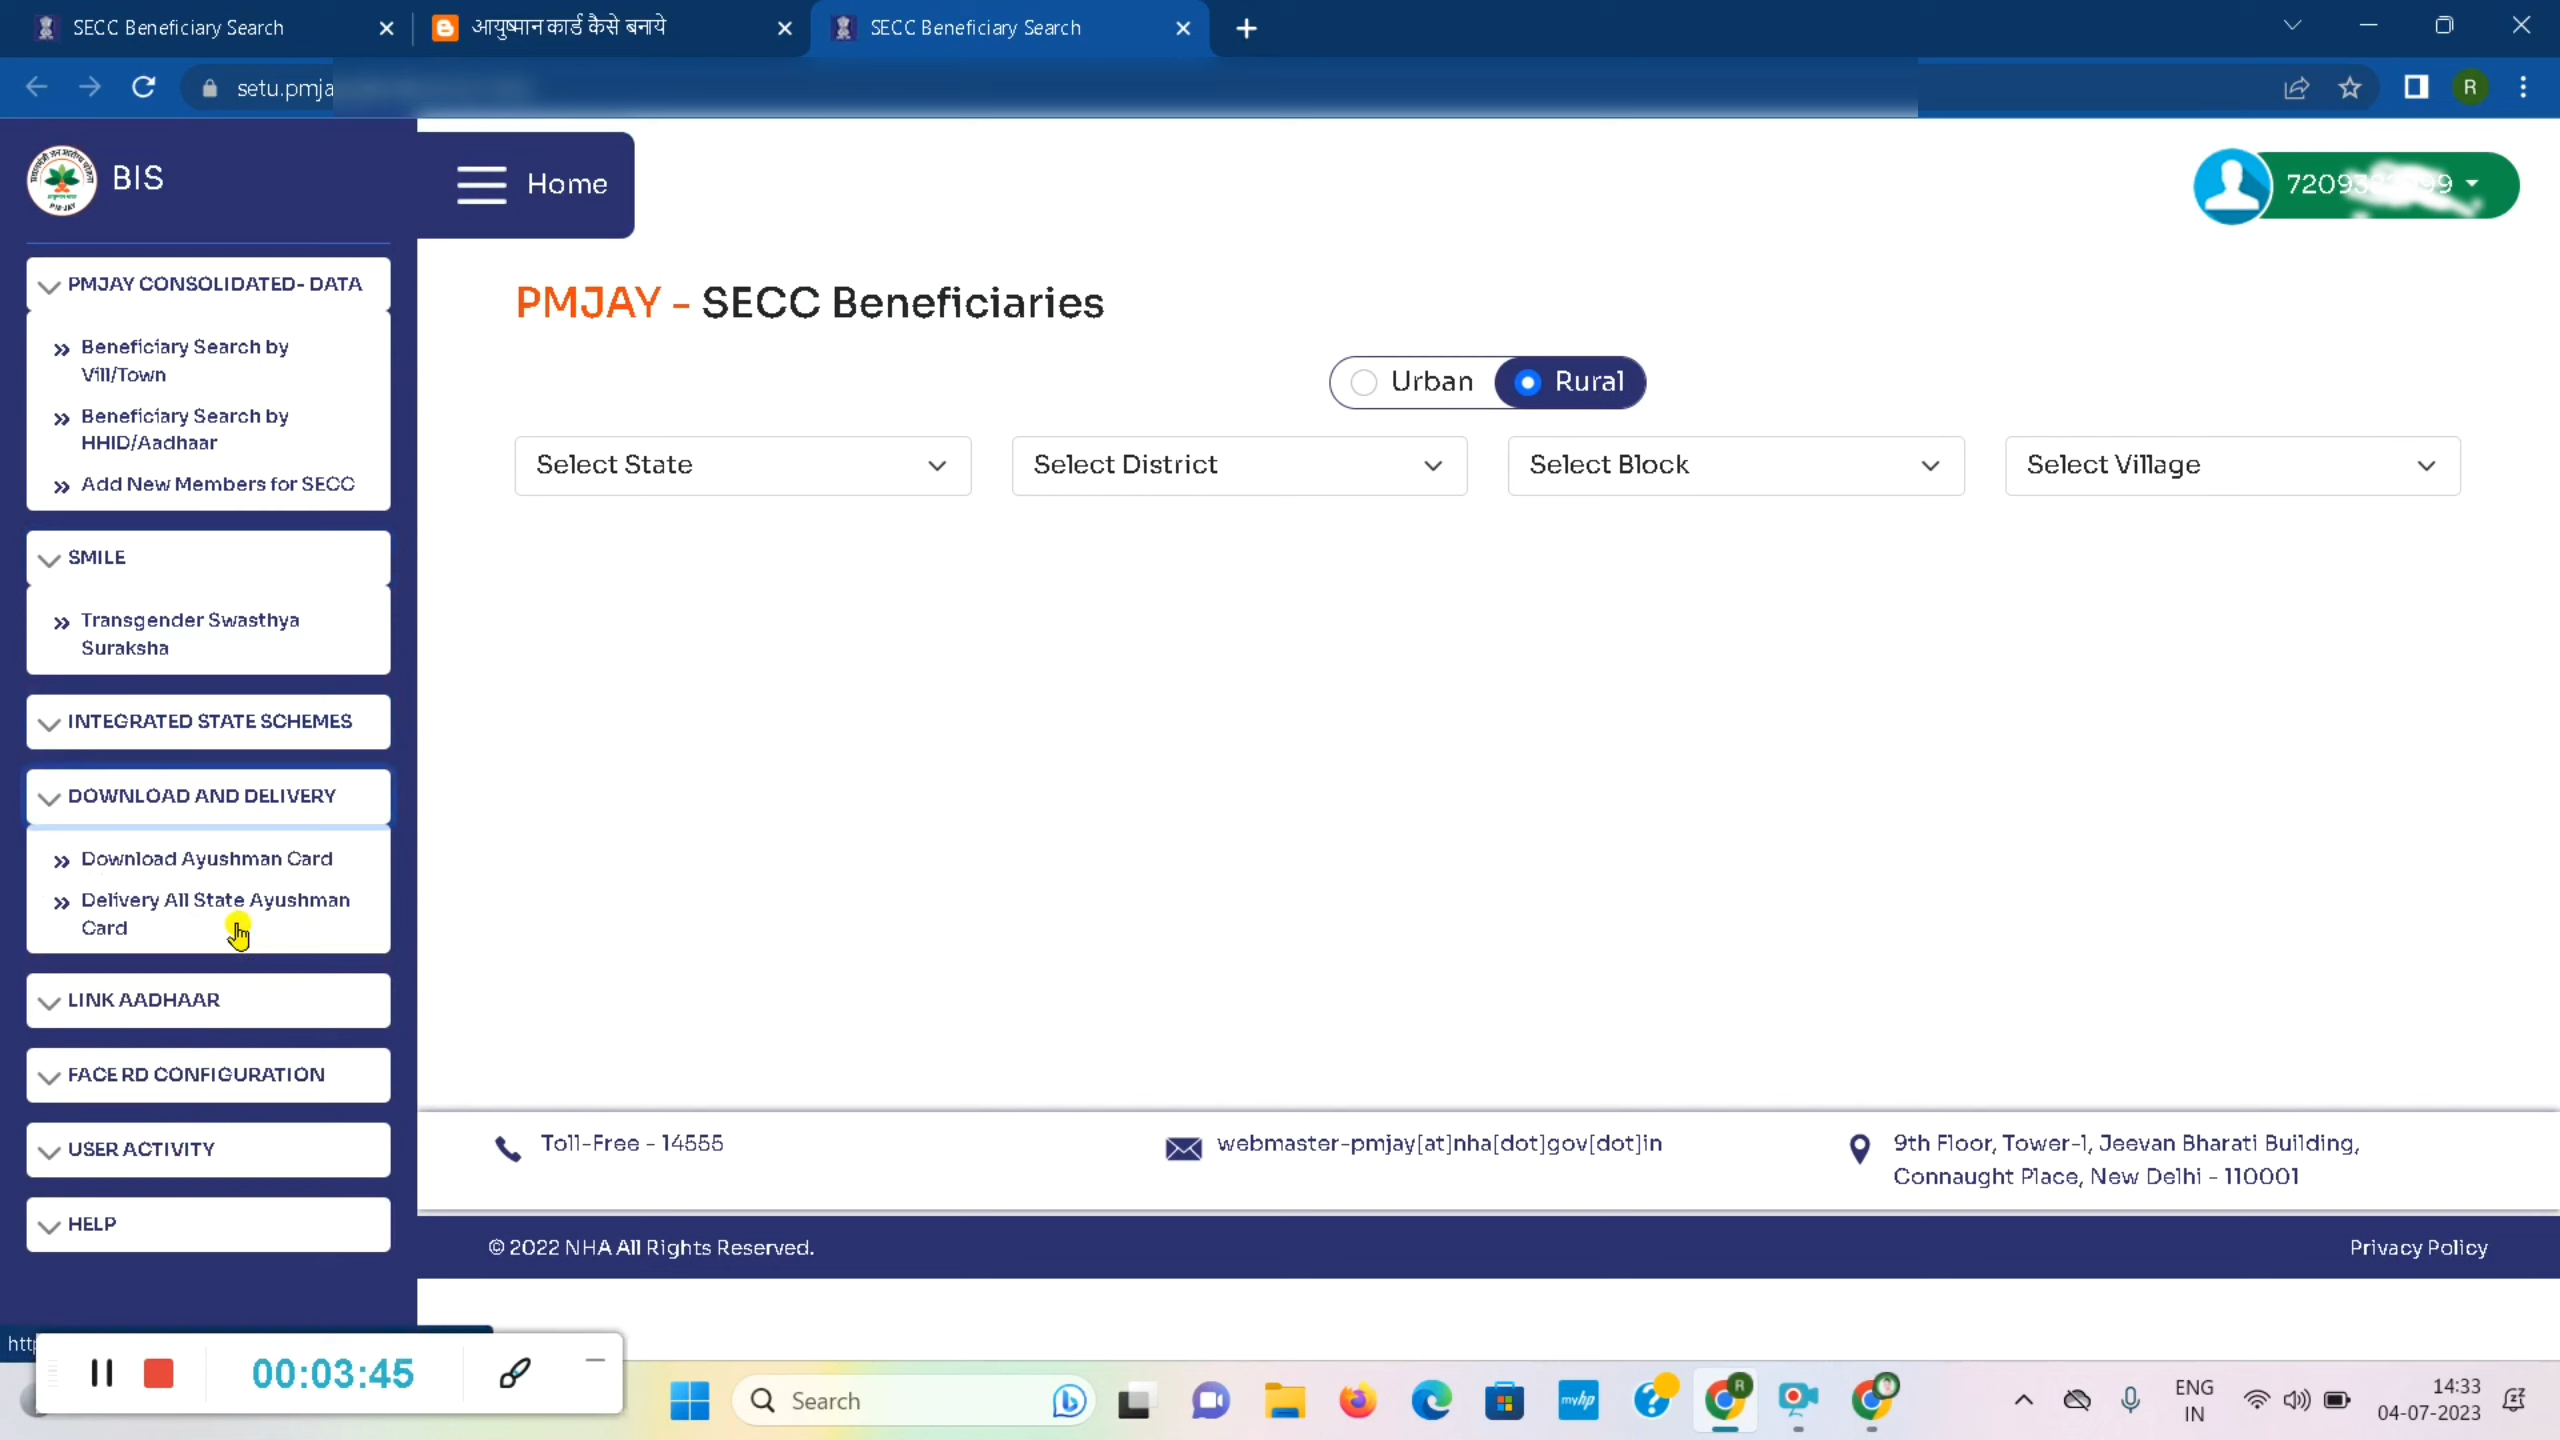 SECC Beneficiary Search
आयुष्मान कार्ड कैसे बनाये
SECC Beneficiary Search
setu.pmja
R
BIS
Home
PMJAY CONSOLIDATED- DATA
Beneficiary Search by
Vill/Town
Beneficiary Search by
HHID/Aadhaar
Add New Members for SECC
SMILE
Transgender Swasthya
Suraksha
INTEGRATED STATE SCHEMES
DOWNLOAD AND DELIVERY
Download Ayushman Card
Delivery All State Ayushman
Card
LINK AADHAAR
FACE RD CONFIGURATION
USER ACTIVITY
HELP
PMJAY - SECC Beneficiaries
Urban
Rural
Select State
Select District
Select Block
Select Village
Toll-Free - 14555
webmaster-pmjay[at]nha[dot]gov[dot]in
9th Floor, Tower-1, Jeevan Bharati Building,
Connaught Place, New Delhi - 110001
© 2022 NHA All Rights Reserved.
Privacy Policy
00:03:45
Search
myhp
R
ENG
IN
14:33
04-07-2023